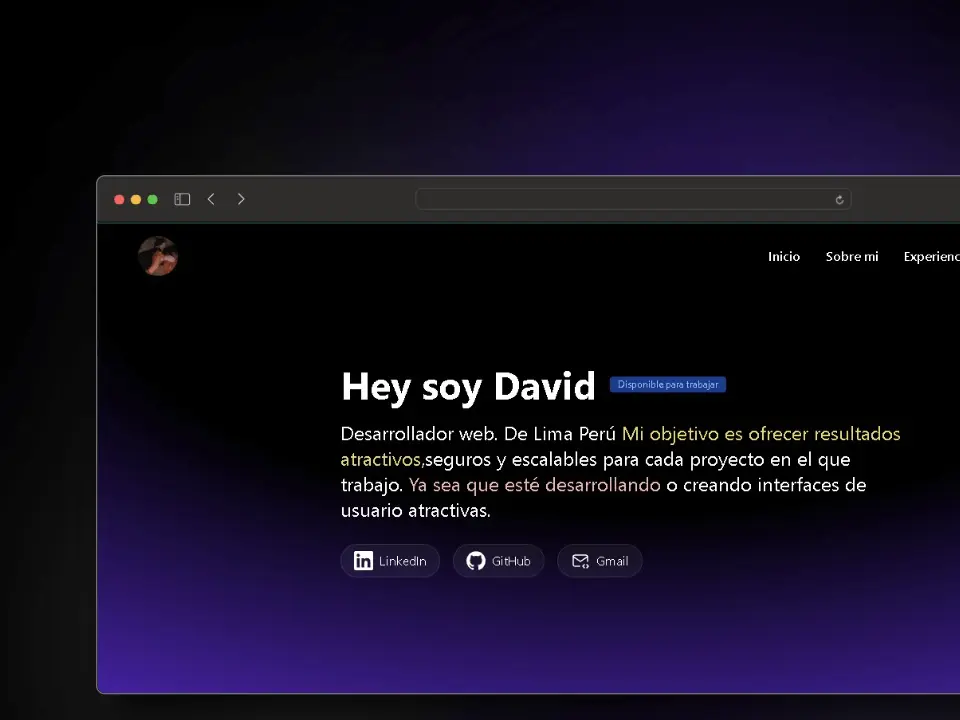 Inicio Sobre mi
Hey soy David Disponible para trabajar
Desarrollador web. De Lima Perú Mi objetivo es ofrecer resultados
atractivos,seguros y escalables para cada proyecto en el que
trabajo. Ya sea que esté desarrollando o creando interfaces de
usuario atractivas.
LinkedIn GitHub Gmail